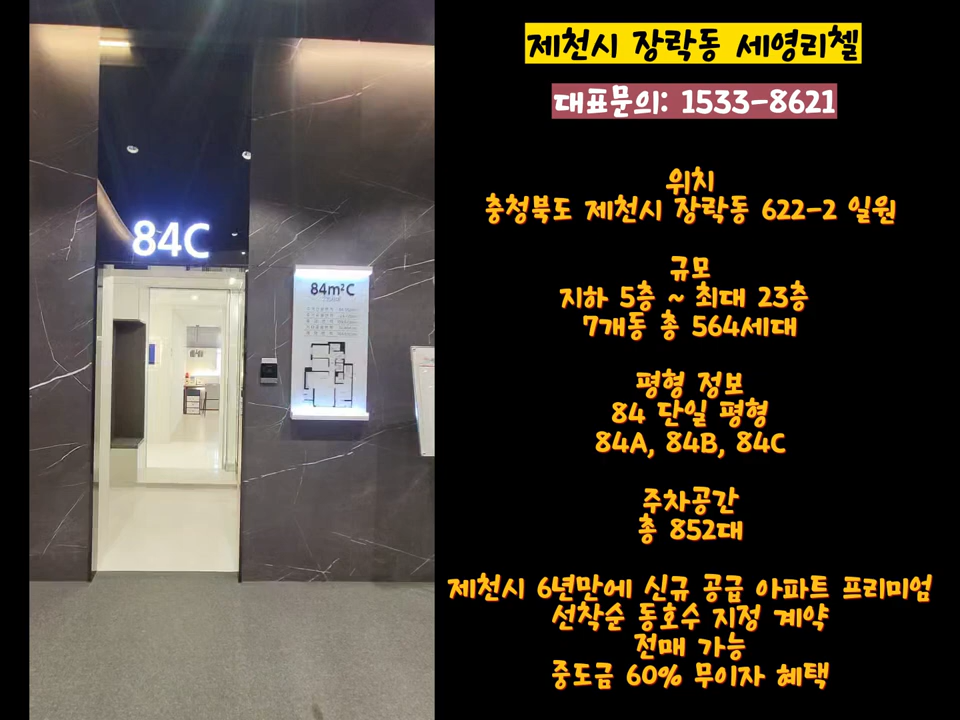 제천시 장락동 세영리첼
대표문의: 1533-8621
84C
84m²C
위치
충청북도 제천시 장락동 622-2 일원
규모
지하 5층 ~ 최대 23층
7개동 총 564세대
평형 정보
84 단일 평형
84A, 84B, 84C
주차공간
총 852대
제천시 6년만에 신규 공급 아파트 프리미엄
선착순 동호수 지정 계약
전매 가능
중도금 60% 무이자 혜택